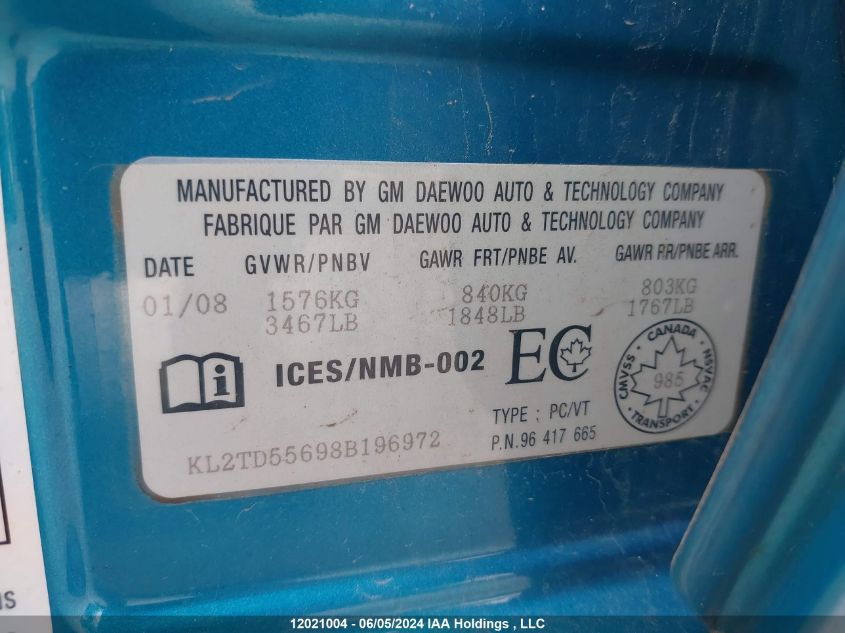 MANUFACTURED BY GM DAEWOO AUTO & TECHNOLOGY COMPANY
FABRIQUE PAR GM DAEWOO AUTO & TECHNOLOGY COMPANY
DATE GVWR/PNBV GAWR FRT/PNBE AV. GAWR RR/PNBE ARR.
01/08 1576KG 840KG 803KG
3467LB 1848LB 1767LB
i ICES/NMB-002 EC
CANADA
CMVSS 985 NSVAC
TRANSPORT
TYPE : PC/VT
KL2TD55698B196972 P.N.96 417 665
12021004 - 06/05/2024 IAA Holdings , LLC